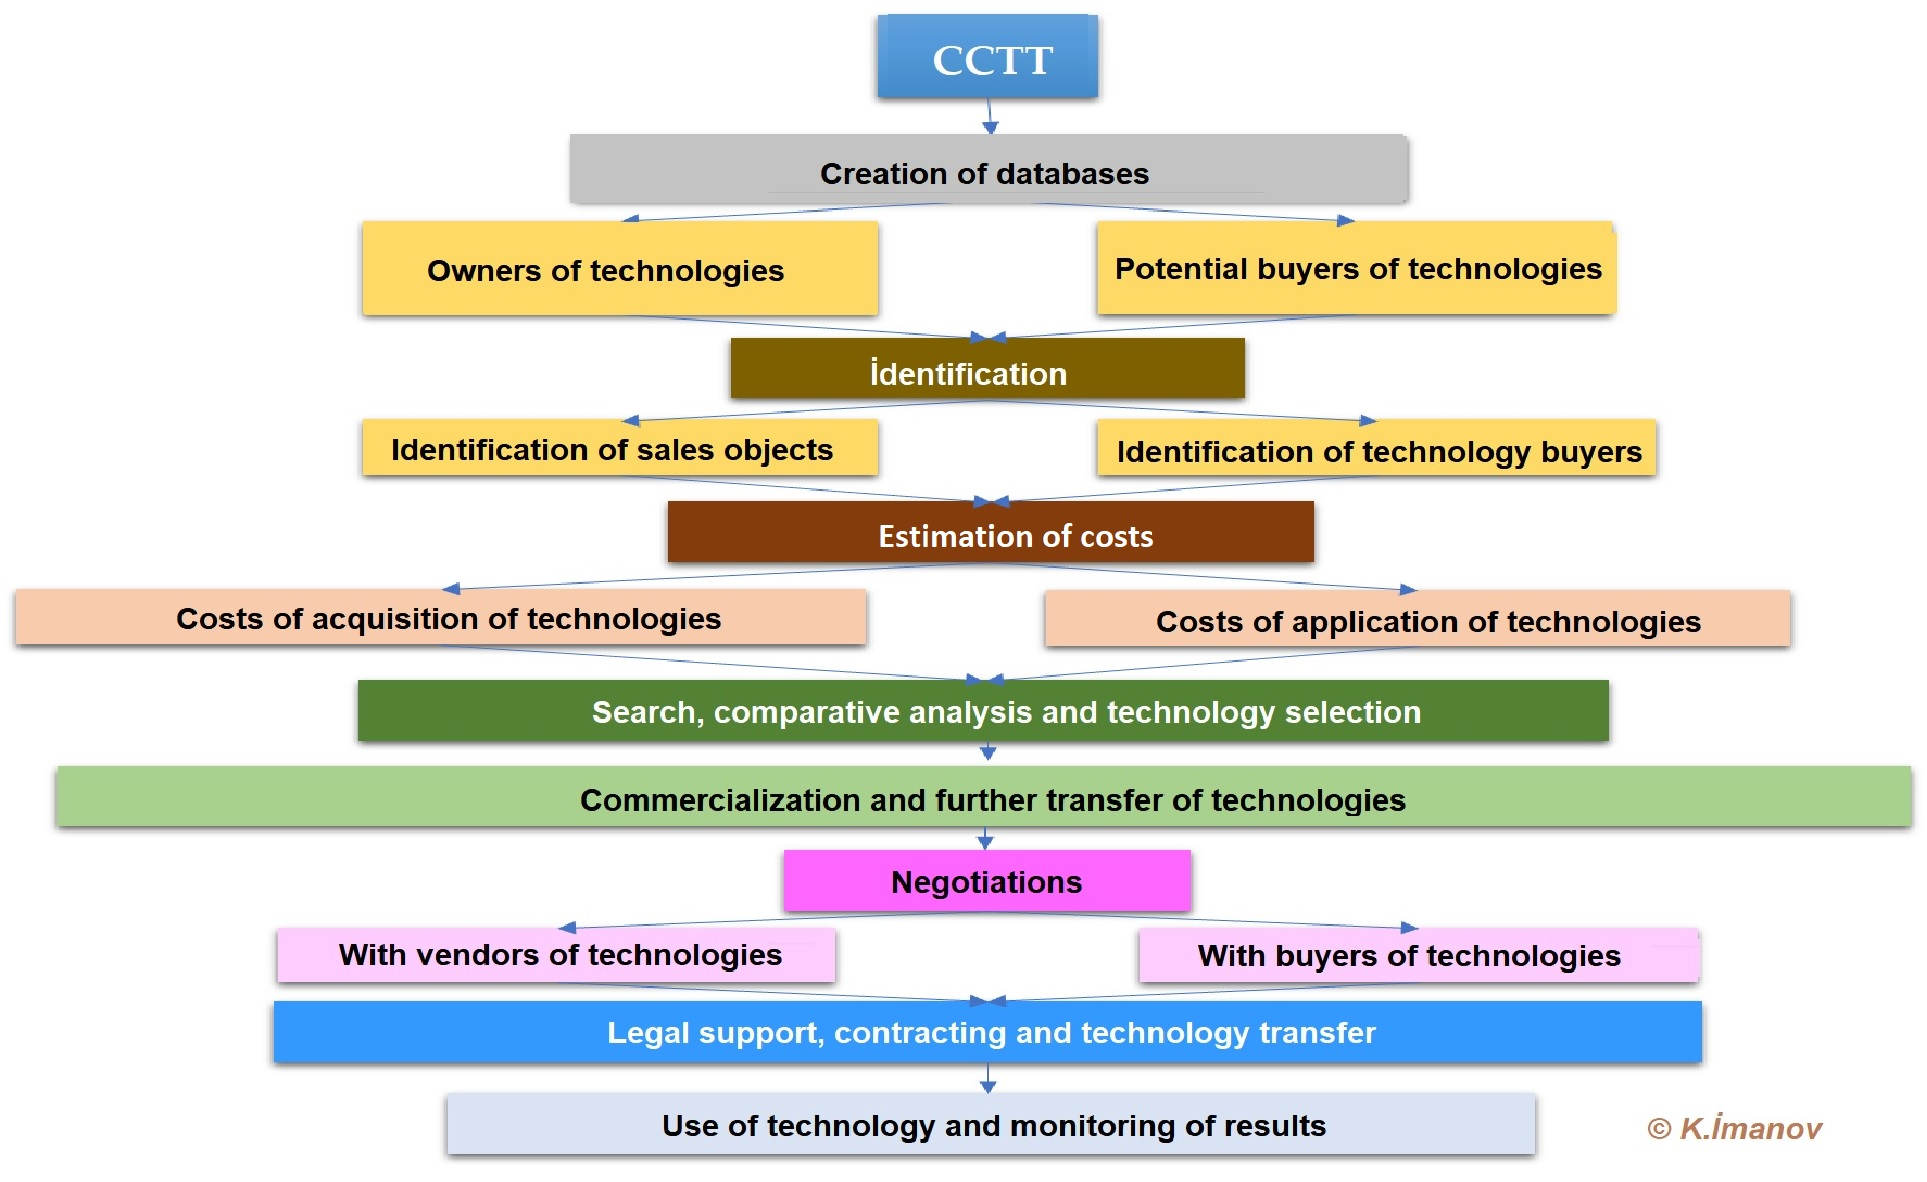 CCTT
Creation of databases
Owners of technologies
Potential buyers of technologies
İdentification
Identification of sales objects
Identification of technology buyers
Estimation of costs
Costs of acquisition of technologies
Costs of application of technologies
Search, comparative analysis and technology selection
Commercialization and further transfer of technologies
Negotiations
With vendors of technologies
With buyers of technologies
Legal support, contracting and technology transfer
Use of technology and monitoring of results
© K.İmanov